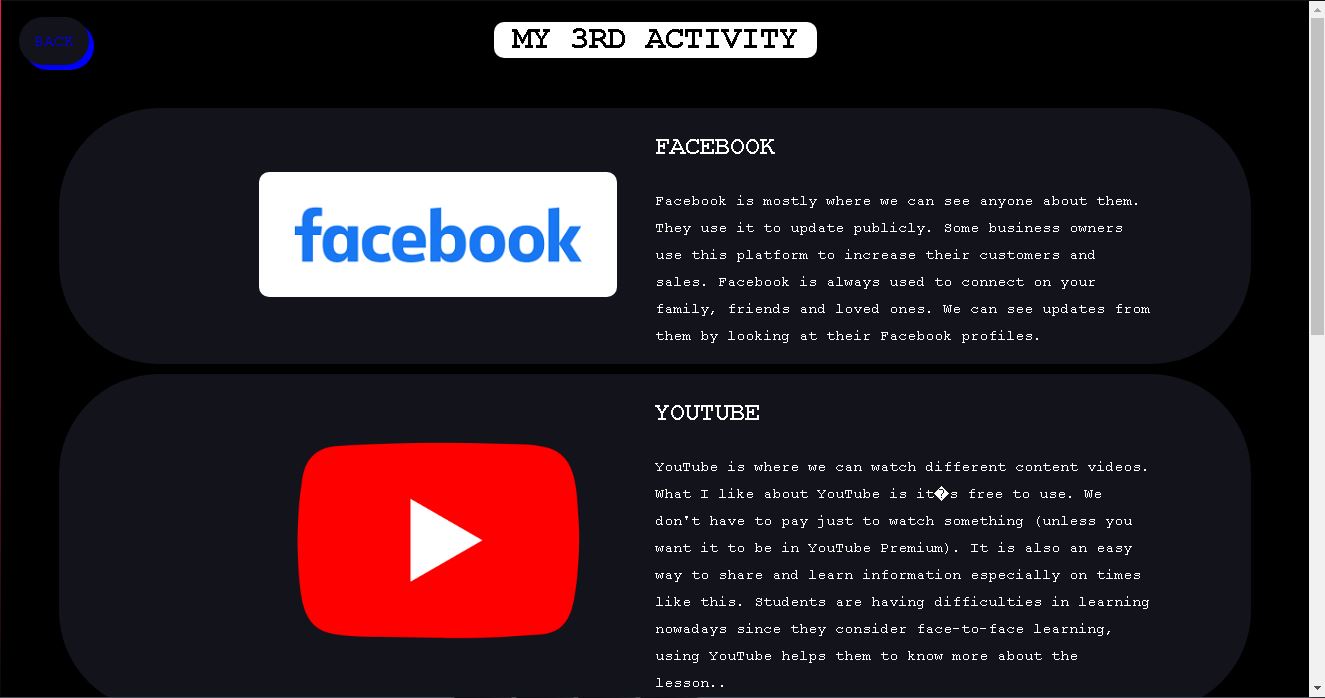 BACK
MY 3RD ACTIVITY
facebook
FACEBOOK
Facebook is mostly where we can see anyone about them.
They use it to update publicly. Some business owners
use this platform to increase their customers and
sales. Facebook is always used to connect on your
family, friends and loved ones. We can see updates from
them by looking at their Facebook profiles.
YOUTUBE
YouTube is where we can watch different content videos.
What I like about YouTube is it�s free to use. We
don't have to pay just to watch something (unless you
want it to be in YouTube Premium). It is also an easy
way to share and learn information especially on times
like this. Students are having difficulties in learning
nowadays since they consider face-to-face learning,
using YouTube helps them to know more about the
lesson..